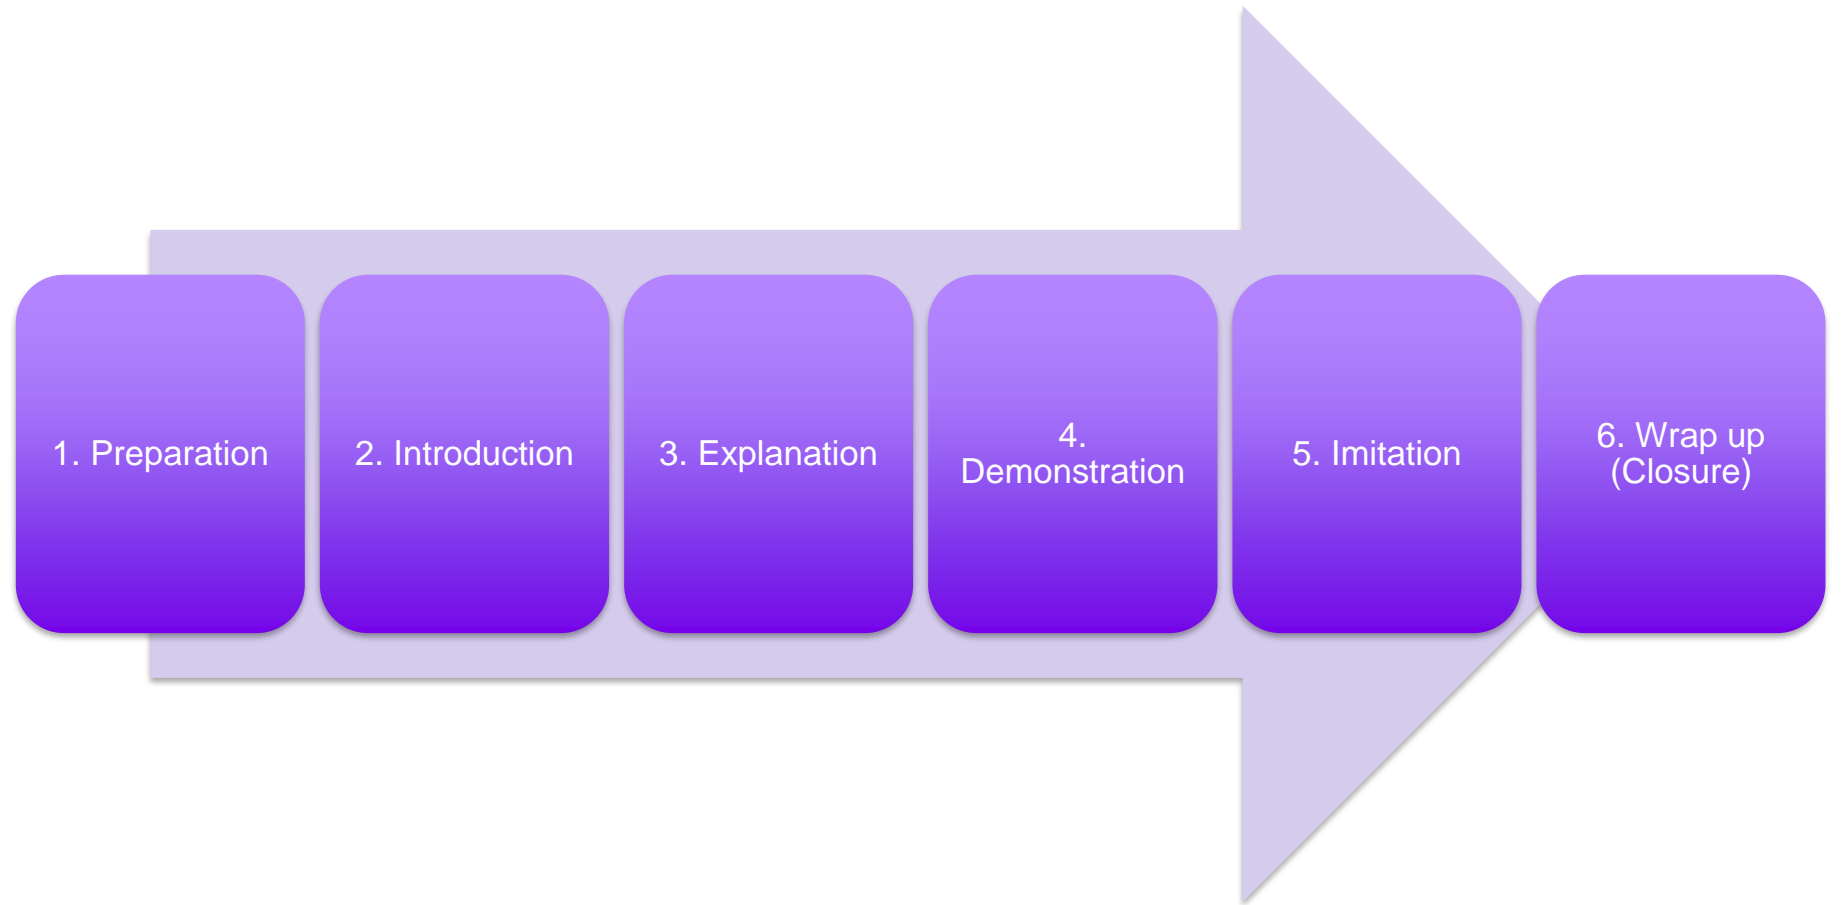 1. Preparation
2. Introduction
3. Explanation
4.
Demonstration
5. Imitation
6. Wrap up
(Closure)